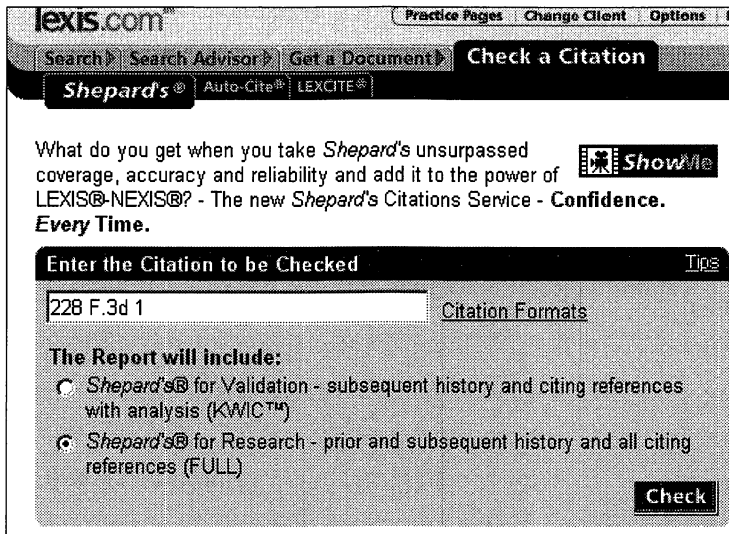 lexis.com™
Practice Pages Change Client Options
Search Search Advisor Get a Document Check a Citation
Shepard's® Auto-Cite® LEXCITE®
What do you get when you take Shepard's unsurpassed
coverage, accuracy and reliability and add it to the power of
LEXIS®-NEXIS®? - The new Shepard's Citations Service - Confidence.
Every Time.
ShowMe
Enter the Citation to be Checked Tips
228 F.3d 1 Citation Formats
The Report will include:
Shepard's® for Validation - subsequent history and citing references
with analysis (KWIC™)
Shepard's® for Research - prior and subsequent history and all citing
references (FULL)
Check